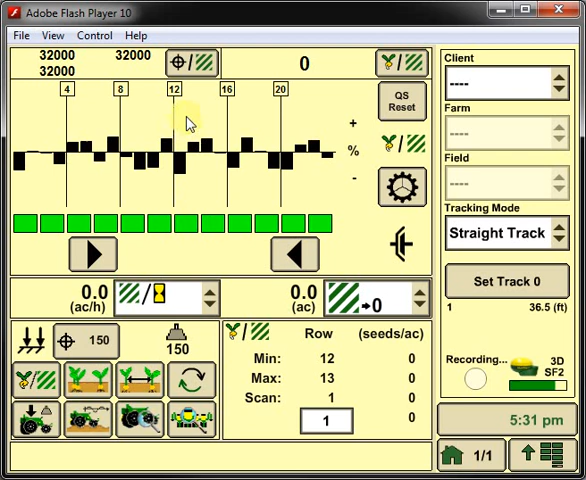 Adobe Flash Player 10
File View Control Help
32000 32000
32000
0
4 8 12 16 20
QS
Reset
+
%
-
0.0
(ac/h)
0.0
(ac)
0
150
150
Row (seeds/ac)
Min: 12 0
Max: 13 0
Scan: 1 0
1 0
Client
----
Farm
----
Field
----
Tracking Mode
Straight Track
Set Track 0
1 36.5 (ft)
Recording...
3D
SF2
5:31 pm
1/1